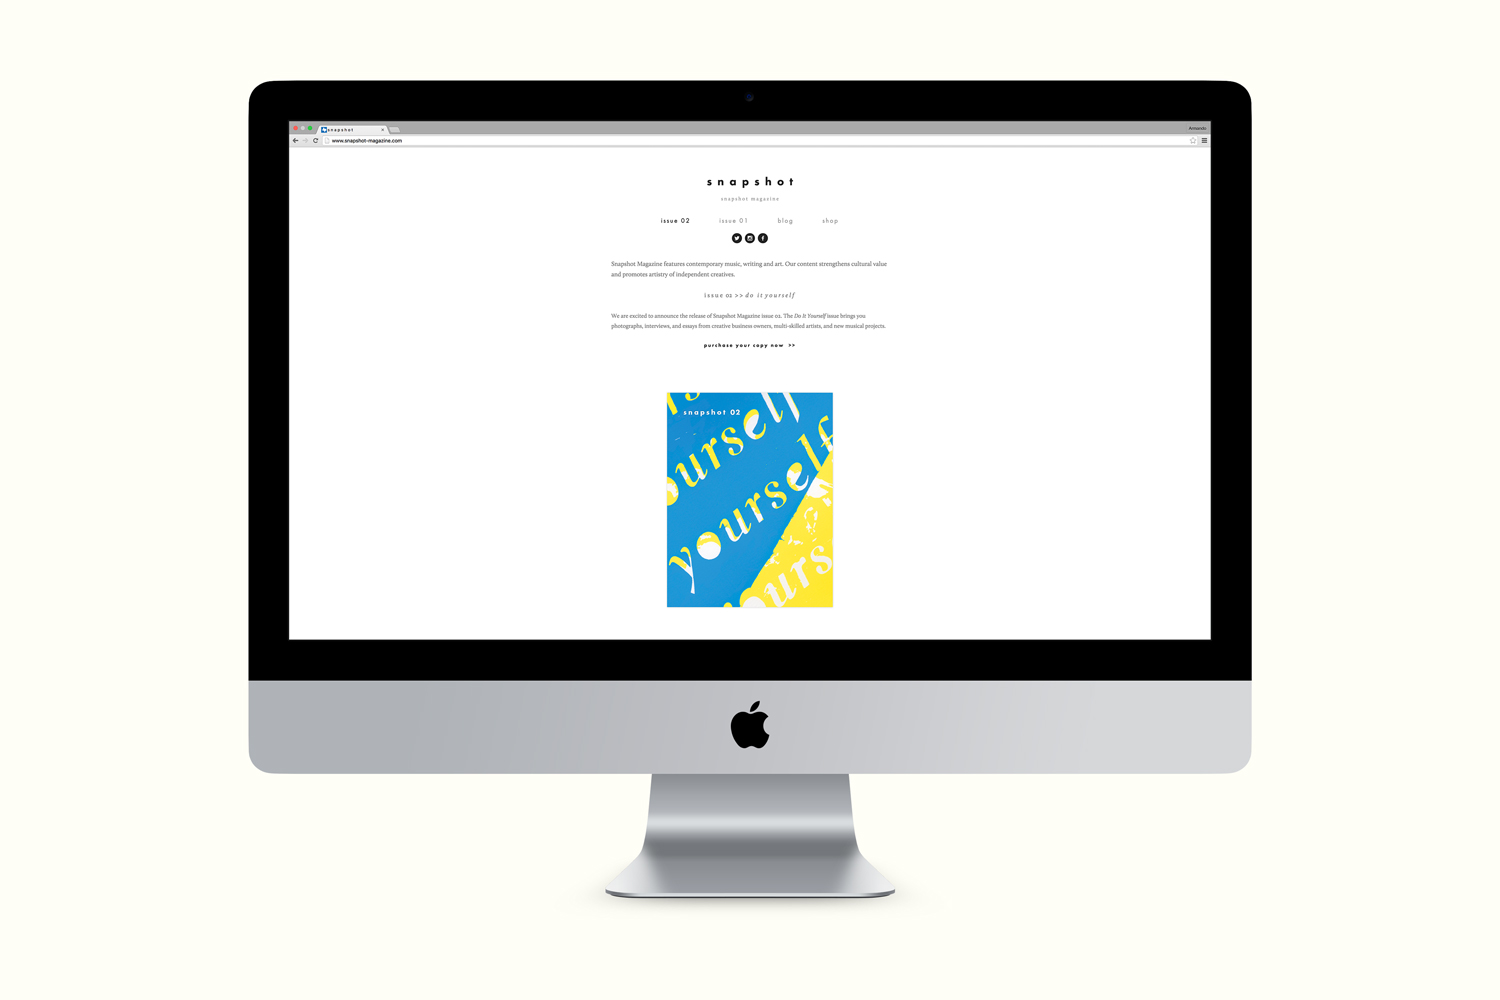 snapshot
Armando
www.snapshot-magazine.com
snapshot
snapshot magazine
issue 02 issue 01 blog shop
Snapshot Magazine features contemporary music, writing and art. Our content strengthens cultural value
and promotes artistry of independent creatives.
issue 02 >> do it yourself
We are excited to announce the release of Snapshot Magazine issue 02. The Do It Yourself issue brings you
photographs, interviews, and essays from creative business owners, multi-skilled artists, and new musical projects.
purchase your copy now >>
snapshot 02
ourself
yourself
yours